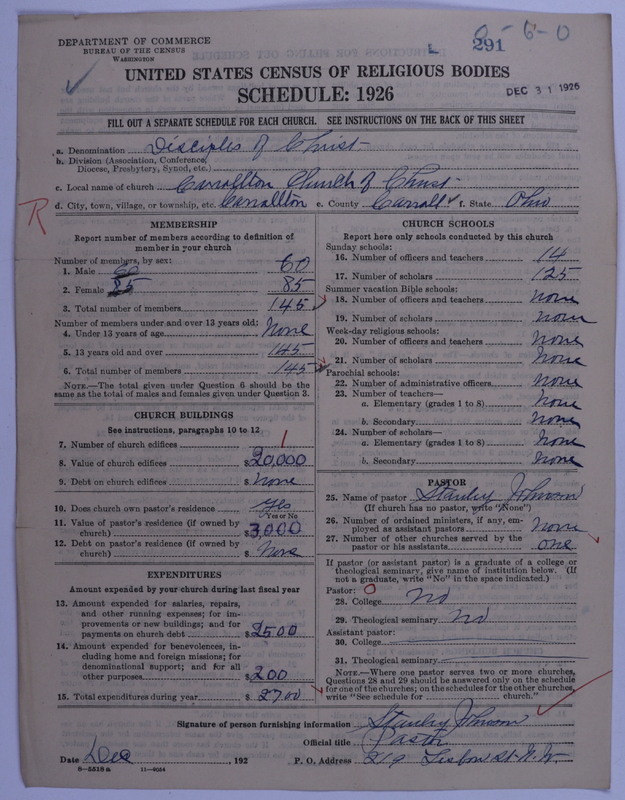 DEPARTMENT OF COMMERCE
BUREAU OF THE CENSUS
WASHINGTON
291
5-6-0
UNITED STATES CENSUS OF RELIGIOUS BODIES
SCHEDULE: 1926
DEC 31 1926
FILL OUT A SEPARATE SCHEDULE FOR EACH CHURCH. SEE INSTRUCTIONS ON THE BACK OF THIS SHEET
a. Denomination Disciples of Christ
b. Division (Association, Conference,
Diocese, Presbytery, Synod, etc.)
c. Local name of church Carrollton Church of Christ
d. City, town, village, or township, etc. Carrollton e. County Carroll f. State Ohio
R
MEMBERSHIP
Report number of members according to definition of
member in your church
Number of members, by sex:
1. Male 60 60
2. Female 85 85
3. Total number of members 145
Number of members under and over 13 years old:
4. Under 13 years of age None
5. 13 years old and over 145
6. Total number of members 145
NOTE.—The total given under Question 6 should be the
same as the total of males and females given under Question 3.
CHURCH BUILDINGS
See instructions, paragraphs 10 to 12
7. Number of church edifices 1
8. Value of church edifices $20,000
9. Debt on church edifices $None
10. Does church own pastor's residence Yes
Yes or No
11. Value of pastor's residence (if owned by
church) $3,000
12. Debt on pastor's residence (if owned by
church) $None
EXPENDITURES
Amount expended by your church during last fiscal year
13. Amount expended for salaries, repairs,
and other running expenses; for im-
provements or new buildings; and for
payments on church debt $2500
14. Amount expended for benevolences, in-
cluding home and foreign missions; for
denominational support; and for all
other purposes $200
15. Total expenditures during year $2700
CHURCH SCHOOLS
Report here only schools conducted by this church
Sunday schools:
16. Number of officers and teachers 14
17. Number of scholars 125
Summer vacation Bible schools:
18. Number of officers and teachers none
19. Number of scholars none
Week-day religious schools:
20. Number of officers and teachers none
21. Number of scholars none
Parochial schools:
22. Number of administrative officers none
23. Number of teachers—
a. Elementary (grades 1 to 8) none
b. Secondary none
24. Number of scholars—
a. Elementary (grades 1 to 8) none
b. Secondary none
PASTOR
25. Name of pastor Stanley Johnson
(If church has no pastor, write "None")
26. Number of ordained ministers, if any, em-
ployed as assistant pastors none
27. Number of other churches served by the
pastor or his assistants one
If pastor (or assistant pastor) is a graduate of a college or
theological seminary, give name of institution below. (If
not a graduate, write "No" in the space indicated.)
Pastor: O
28. College no
29. Theological seminary no
Assistant pastor:
30. College
31. Theological seminary
NOTE.—Where one pastor serves two or more churches,
Questions 28 and 29 should be answered only on the schedule
for one of the churches; on the schedules for the other churches,
write "See schedule for church."
Signature of person furnishing information Stanley Johnson
Official title Pastor
Date Dec , 192 P. O. Address 219 Lisbon St. N.W.
8-5518a 11-9084